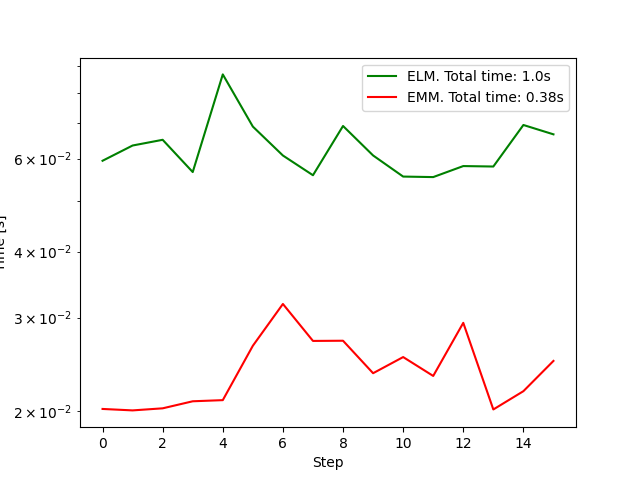 ELM. Total time: 1.0s
EMM. Total time: 0.38s
6 × 10⁻²
4 × 10⁻²
3 × 10⁻²
2 × 10⁻²
0 2 4 6 8 10 12 14
Step